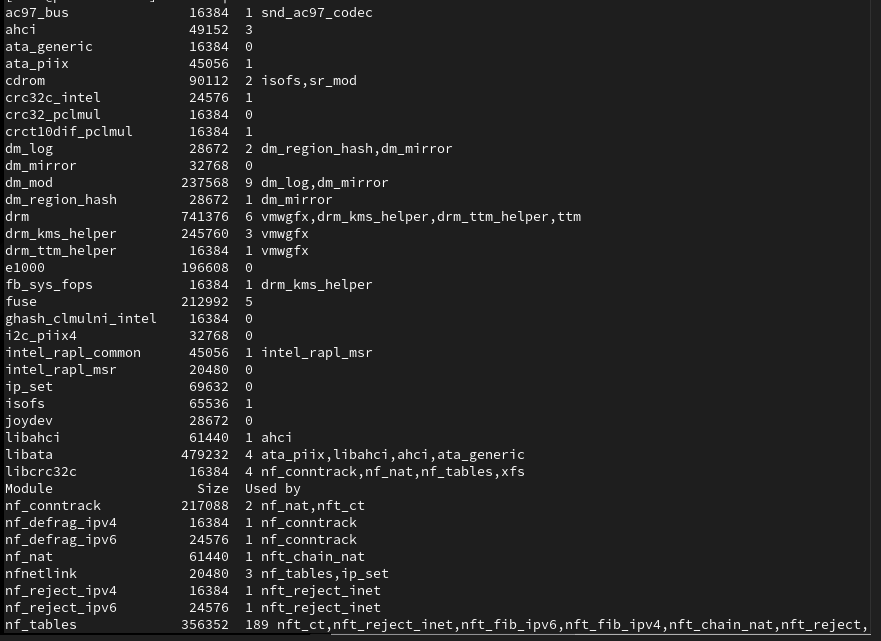 ac97_bus 16384 1 snd_ac97_codec
ahci 49152 3
ata_generic 16384 0
ata_piix 45056 1
cdrom 90112 2 isofs,sr_mod
crc32c_intel 24576 1
crc32_pclmul 16384 0
crct10dif_pclmul 16384 1
dm_log 28672 2 dm_region_hash,dm_mirror
dm_mirror 32768 0
dm_mod 237568 9 dm_log,dm_mirror
dm_region_hash 28672 1 dm_mirror
drm 741376 6 vmwgfx,drm_kms_helper,drm_ttm_helper,ttm
drm_kms_helper 245760 3 vmwgfx
drm_ttm_helper 16384 1 vmwgfx
e1000 196608 0
fb_sys_fops 16384 1 drm_kms_helper
fuse 212992 5
ghash_clmulni_intel 16384 0
i2c_piix4 32768 0
intel_rapl_common 45056 1 intel_rapl_msr
intel_rapl_msr 20480 0
ip_set 69632 0
isofs 65536 1
joydev 28672 0
libahci 61440 1 ahci
libata 479232 4 ata_piix,libahci,ahci,ata_generic
libcrc32c 16384 4 nf_conntrack,nf_nat,nf_tables,xfs
Module Size Used by
nf_conntrack 217088 2 nf_nat,nft_ct
nf_defrag_ipv4 16384 1 nf_conntrack
nf_defrag_ipv6 24576 1 nf_conntrack
nf_nat 61440 1 nft_chain_nat
nfnetlink 20480 3 nf_tables,ip_set
nf_reject_ipv4 16384 1 nft_reject_inet
nf_reject_ipv6 24576 1 nft_reject_inet
nf_tables 356352 189 nft_ct,nft_reject_inet,nft_fib_ipv6,nft_fib_ipv4,nft_chain_nat,nft_reject,